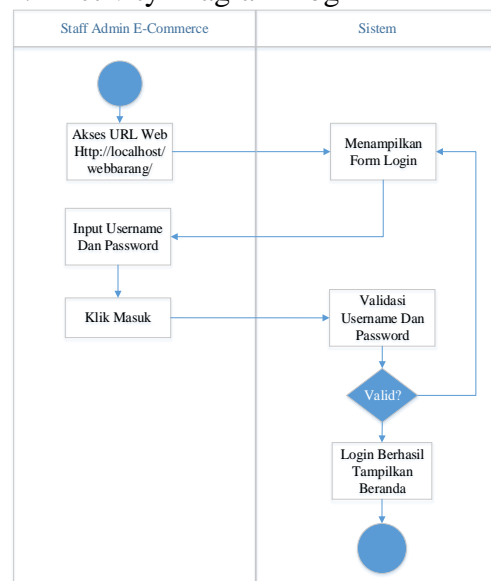 Staff Admin E-Commerce
Sistem
Akses URL Web
Http://localhost/
webbarang/
Menampilkan
Form Login
Input Username
Dan Password
Klik Masuk
Validasi
Username Dan
Password
Valid?
Login Berhasil
Tampilkan
Beranda